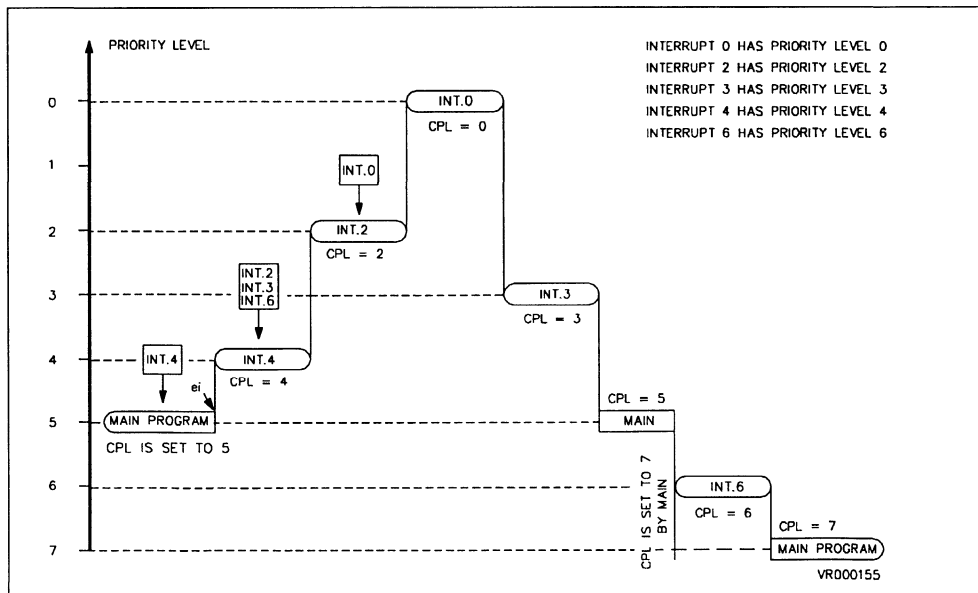 PRIORITY LEVEL
INTERRUPT 0 HAS PRIORITY LEVEL 0
INTERRUPT 2 HAS PRIORITY LEVEL 2
INTERRUPT 3 HAS PRIORITY LEVEL 3
INTERRUPT 4 HAS PRIORITY LEVEL 4
INTERRUPT 6 HAS PRIORITY LEVEL 6
0
INT.0
CPL = 0
1
INT.0
2
INT.2
CPL = 2
INT.2
INT.3
INT.6
3
INT.3
CPL = 3
4
INT.4
INT.4
CPL = 4
ei
CPL = 5
5
MAIN PROGRAM
MAIN
CPL IS SET TO 5
CPL IS SET TO 7
BY MAIN
6
INT.6
CPL = 6
CPL = 7
7
MAIN PROGRAM
VR000155